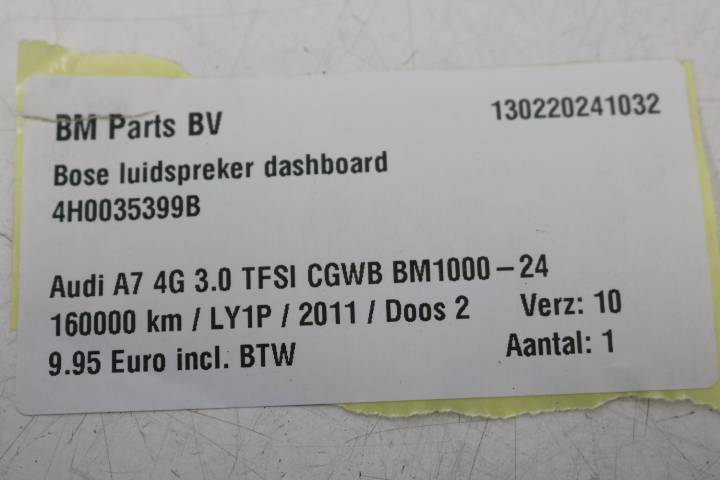 BM Parts BV 130220241032
Bose luidspreker dashboard
4H0035399B
Audi A7 4G 3.0 TFSI CGWB BM1000-24
160000 km / LY1P / 2011 / Doos 2 Verz: 10
9.95 Euro incl. BTW Aantal: 1